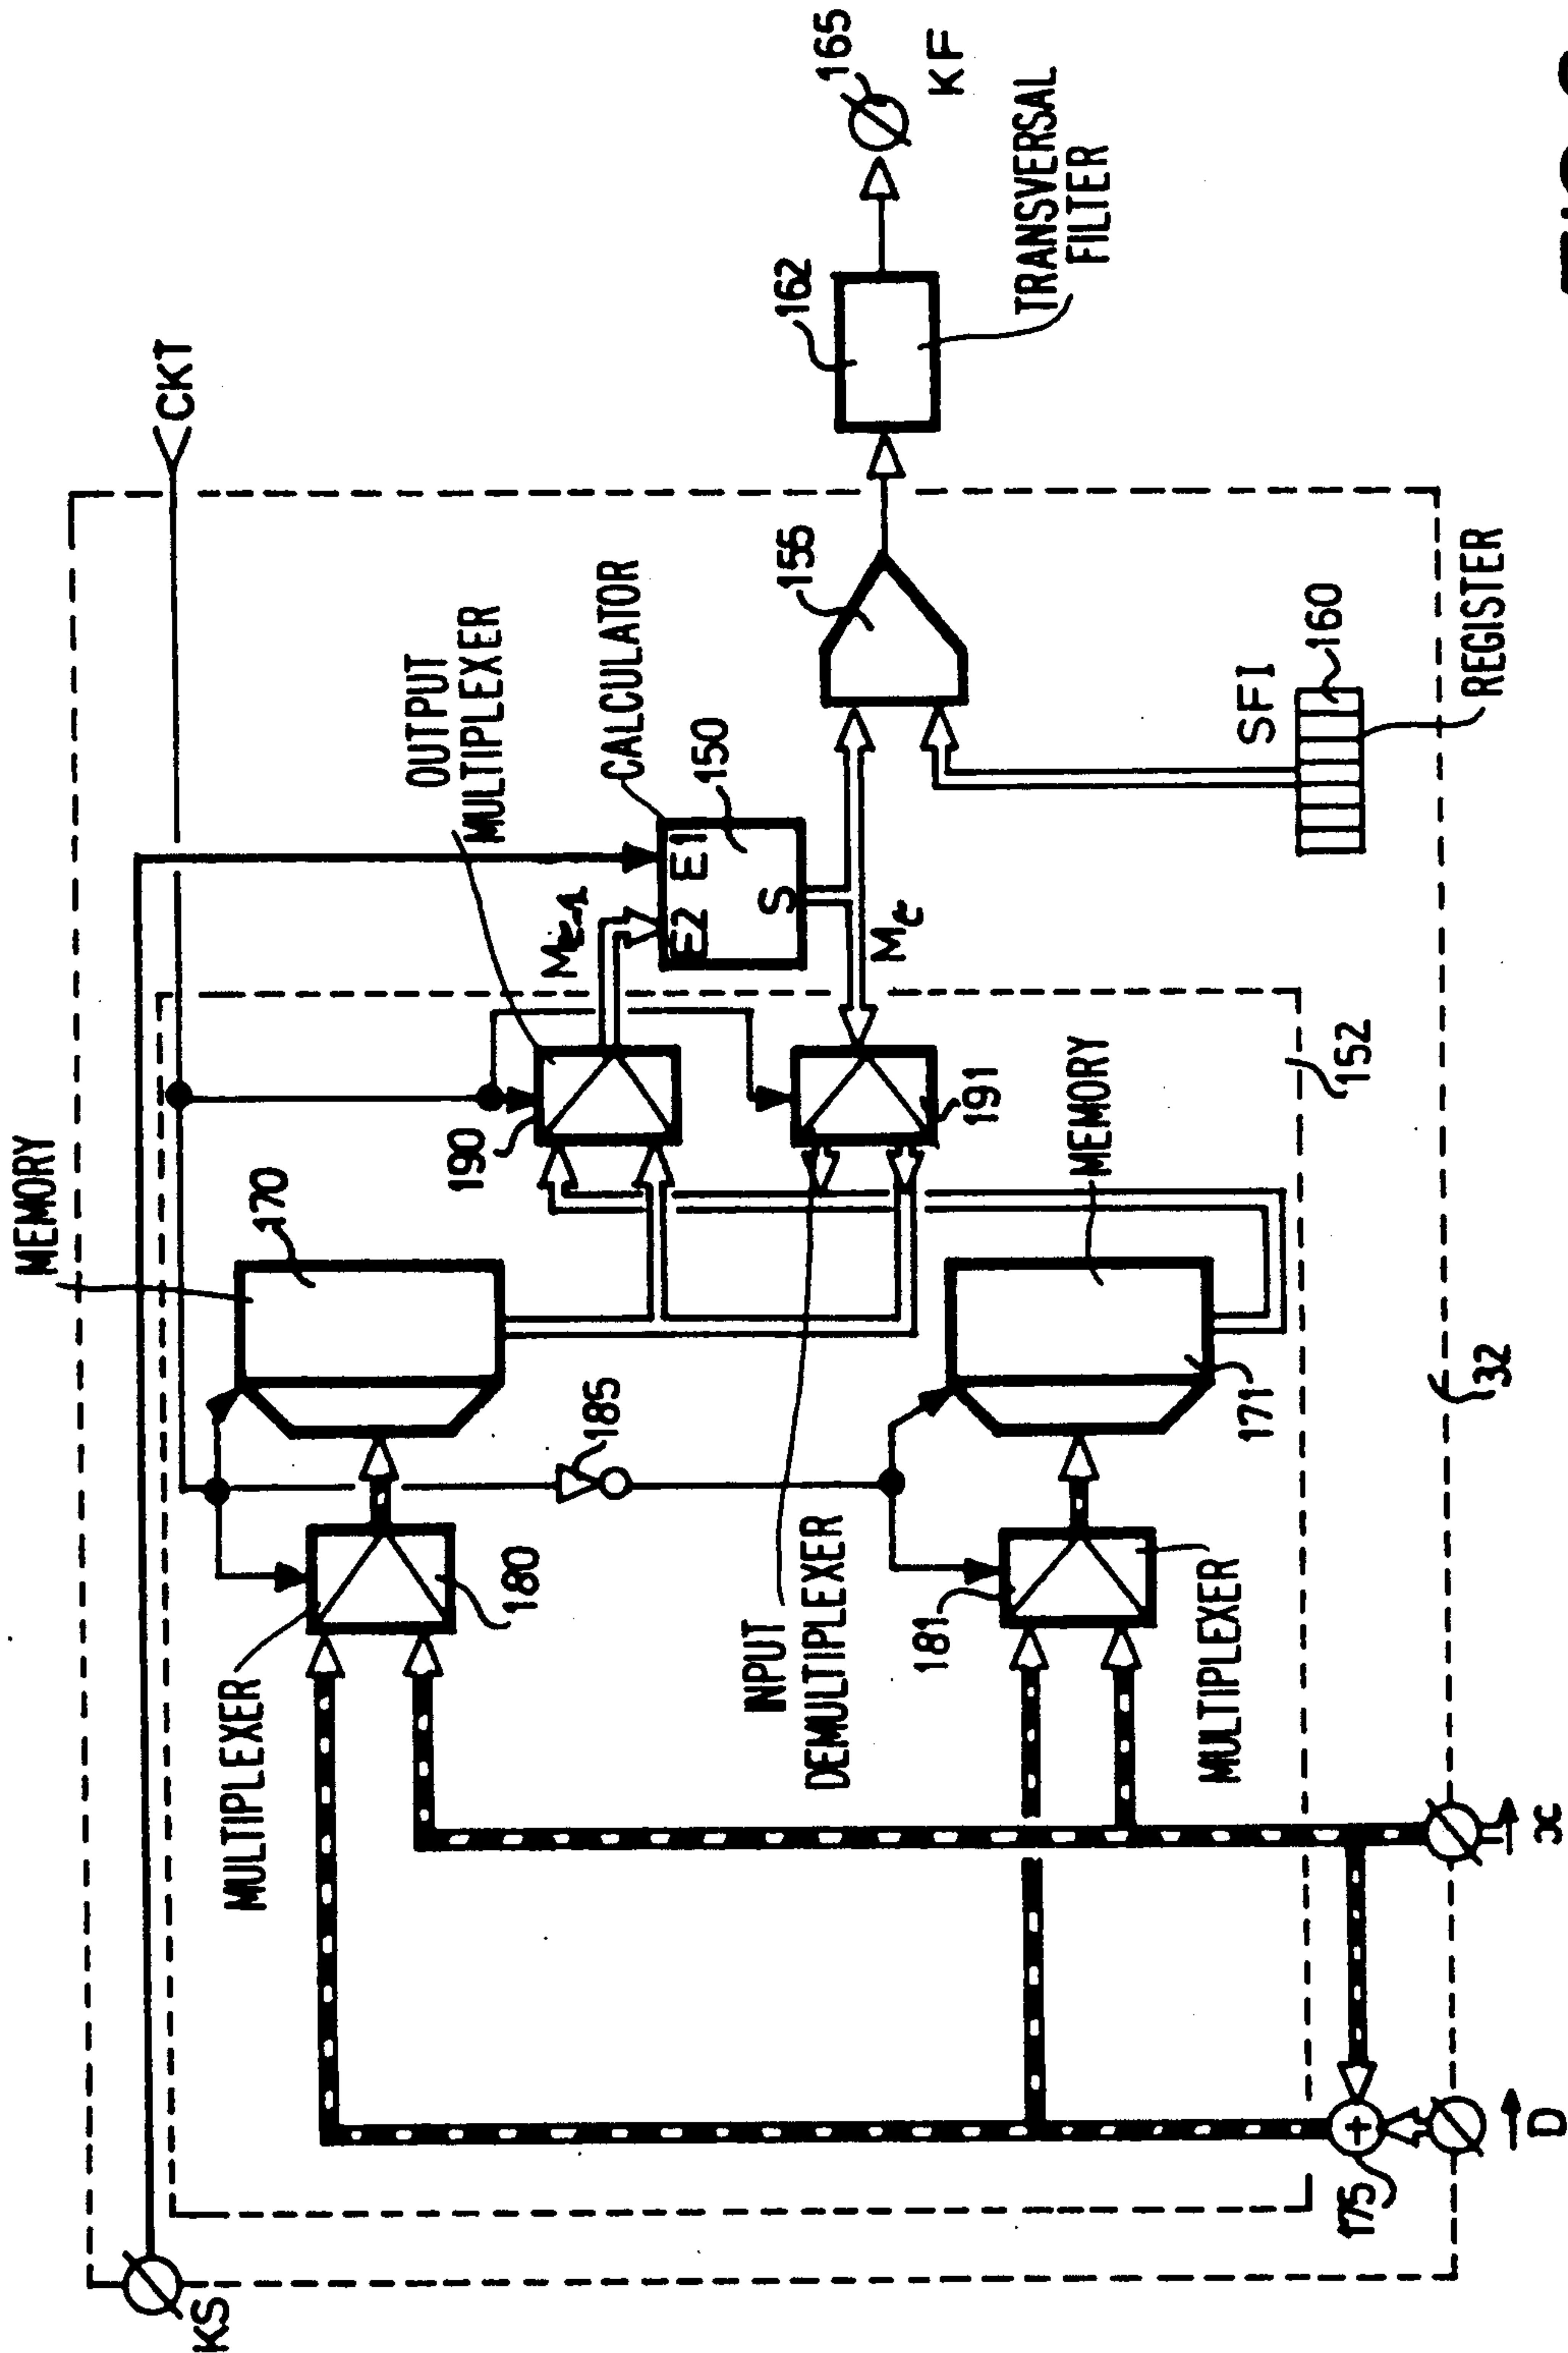 KS
MEMORY
CKT
170
MULTIPLEXER
180
185
190
OUTPUT
MULTIPLEXER
CALCULATOR
E2 E1
S
150
155
162
165
KF
TRANSVERSAL
FILTER
191
INPUT
DEMULTIPLEXER
181
MULTIPLEXER
171
MEMORY
152
SFI
160
REGISTER
32
175
D
x